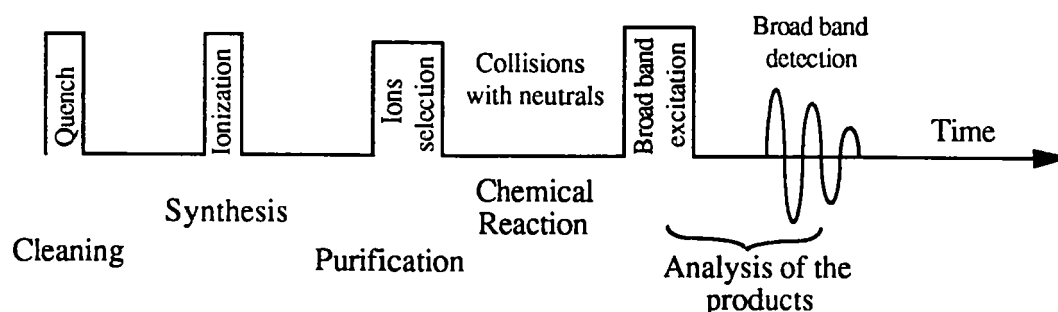 Quench
Ionization
Ions
selection
Collisions
with neutrals
Broad band
excitation
Broad band
detection
Time
Cleaning
Synthesis
Purification
Chemical
Reaction
Analysis of the
products